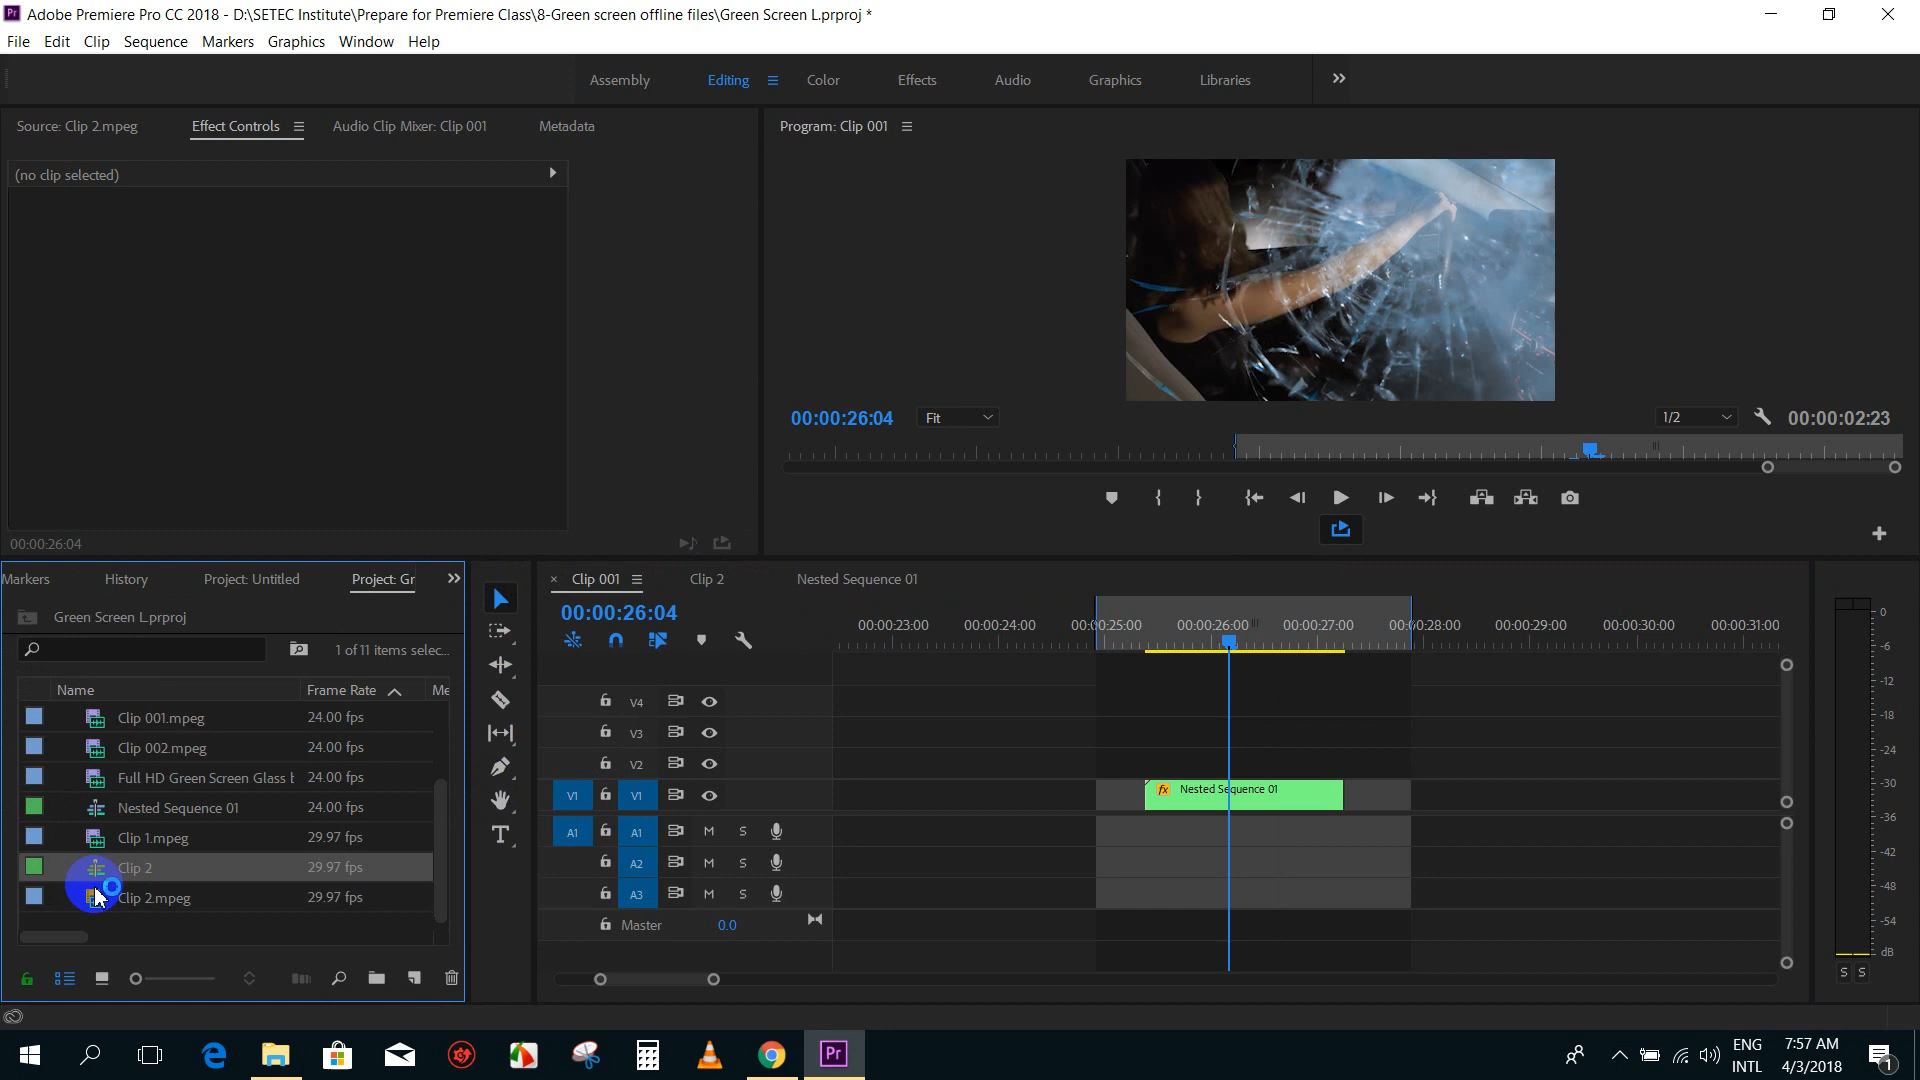 Pr Adobe Premiere Pro CC 2018 - D:\SETEC Institute\Prepare for Premiere Class\8-Green screen offline files\Green Screen L.prproj *
File Edit Clip Sequence Markers Graphics Window Help
Assembly Editing Color Effects Audio Graphics Libraries
Source: Clip 2.mpeg Effect Controls Audio Clip Mixer: Clip 001 Metadata
Program: Clip 001
(no clip selected)
00:00:26:04 Fit 1/2 00:00:02:23
00:00:26:04
Markers History Project: Untitled Project: Gr
Clip 001 Clip 2 Nested Sequence 01
Green Screen L.prproj
00:00:26:04
1 of 11 items selec...
00:00:23:00 00:00:24:00 00:00:25:00 00:00:26:00 00:00:27:00 00:00:28:00 00:00:29:00 00:00:30:00 00:00:31:00
Name Frame Rate Me
Clip 001.mpeg 24.00 fps
Clip 002.mpeg 24.00 fps
Full HD Green Screen Glass 24.00 fps
Nested Sequence 01 24.00 fps
Clip 1.mpeg 29.97 fps
Clip 2 29.97 fps
Clip 2.mpeg 29.97 fps
V4
V3
V2
V1 V1 fx Nested Sequence 01
A1 A1 M S
A2 M S
A3 M S
Master 0.0
0
-6
-12
-18
-24
-30
-36
-42
-48
-54
dB
S S
Pr
ENG
INTL
7:57 AM
4/3/2018
1